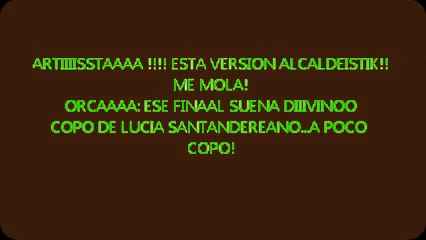 ARTIIIISSTAAAA !!!! ESTA VERSION ALCALDEISTIK!!
ME MOLA!
ORCAAAA: ESE FINAAL SUENA DIIIVINOO
COPO DE LUCIA SANTANDEREANO...A POCO
COPO!